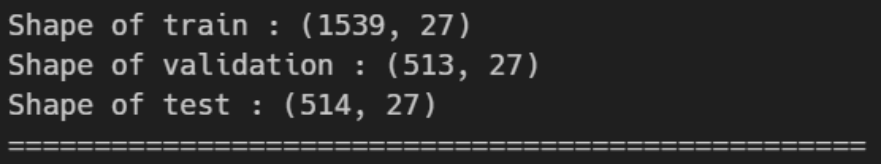 Shape of train : (1539, 27)
Shape of validation : (513, 27)
Shape of test : (514, 27)
==================================================